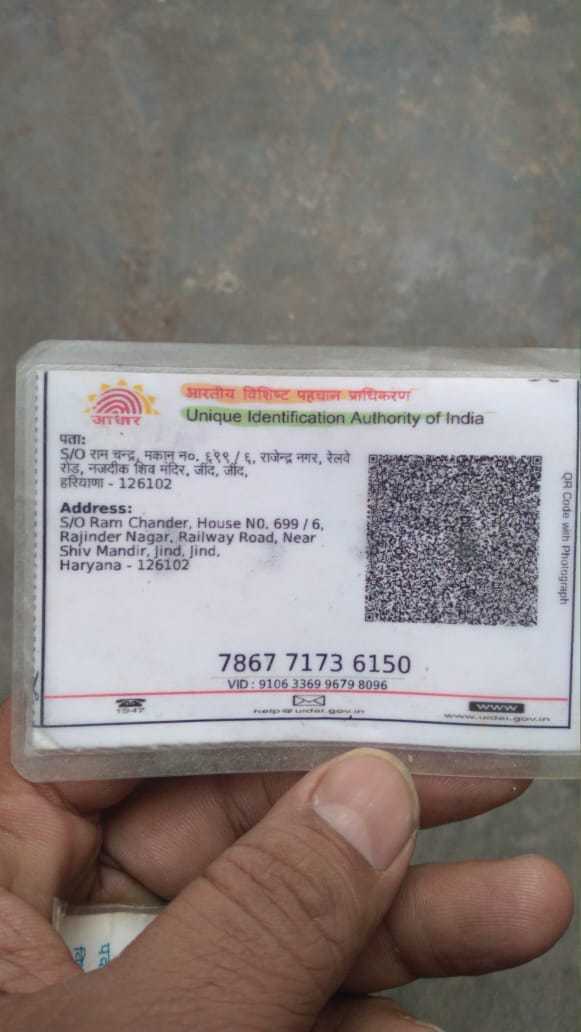 आधार
भारतीय विशिष्ट पहचान प्राधिकरण
Unique Identification Authority of India
पता:
S/O राम चन्द्र, मकान न०. ६९९ / ६, राजेन्द्र नगर, रेलवे
रोड, नजदीक शिव मंदिर, जींद, जींद,
हरियाणा - 126102
Address:
S/O Ram Chander, House N0. 699 / 6,
Rajinder Nagar, Railway Road, Near
Shiv Mandir, Jind, Jind,
Haryana - 126102
QR Code with Photograph
7867 7173 6150
VID : 9106 3369 9679 8096
1947
help@uidai.gov.in
www
www.uidai.gov.in